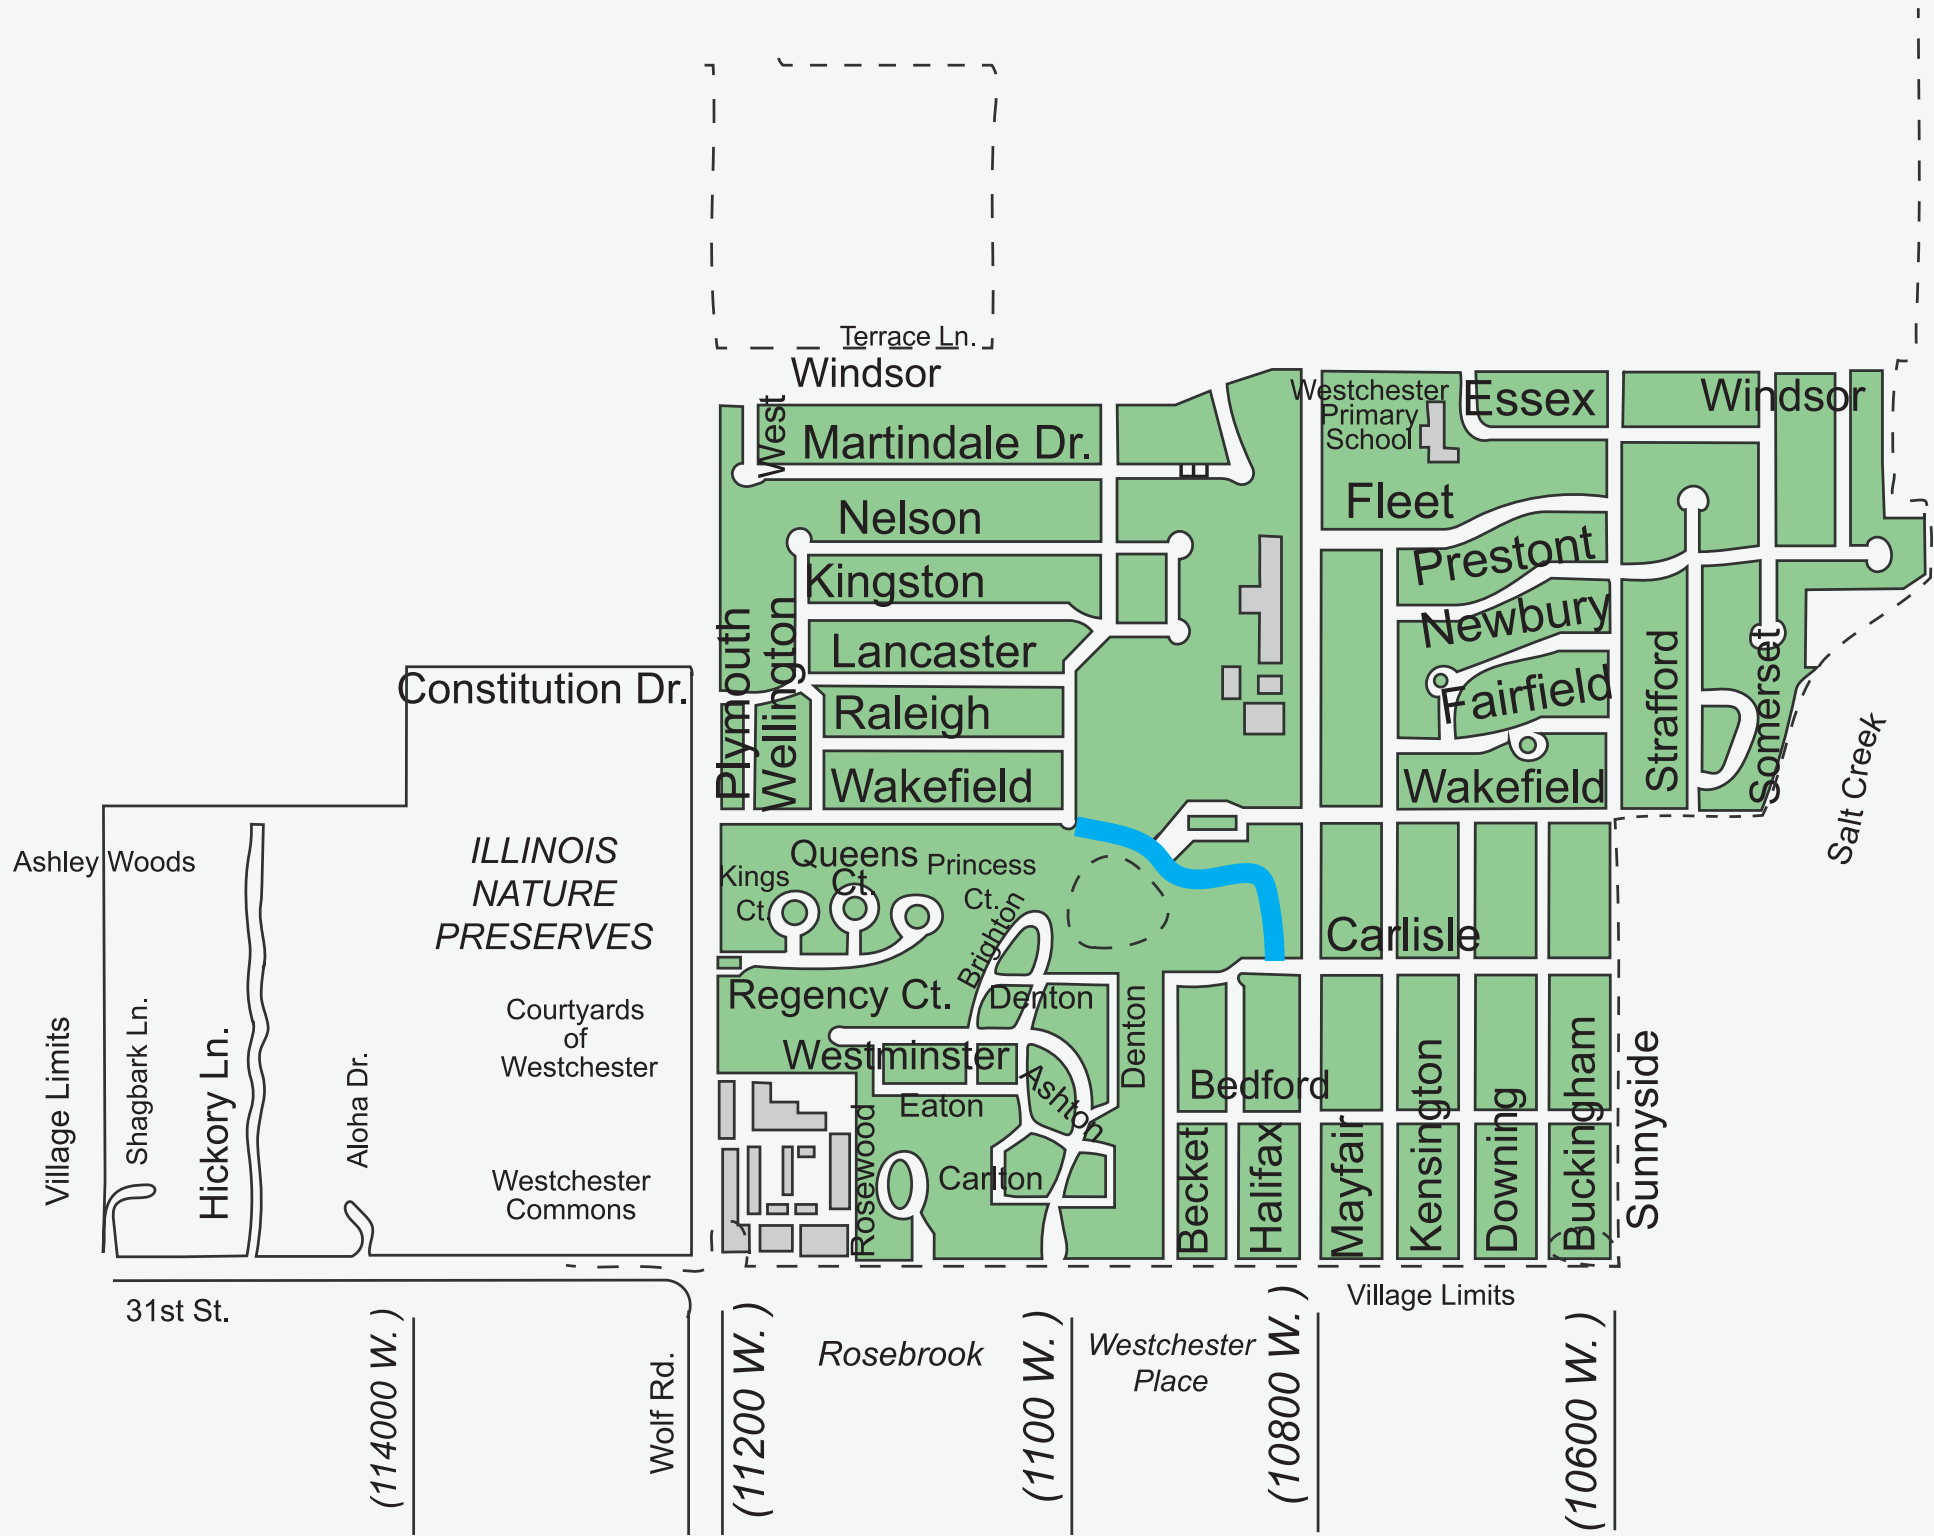 Terrace Ln.
Windsor
West
Martindale Dr.
Westchester
Primary
School
Essex
Windsor
Nelson
Fleet
Kingston
Prestont
Newbury
Lancaster
Plymouth
Wellington
Constitution Dr.
Raleigh
Fairfield
Strafford
Somerset
Wakefield
Wakefield
Salt Creek
Ashley Woods
ILLINOIS
NATURE
PRESERVES
Kings
Ct.
Queens
Ct.
Princess
Ct.
Brighton
Carlisle
Regency Ct.
Denton
Denton
Courtyards
of
Westchester
Westminster
Village Limits
Shagbark Ln.
Hickory Ln.
Aloha Dr.
Eaton
Ashton
Bedford
Rosewood
Carlton
Westchester
Commons
Becket
Halifax
Mayfair
Kensington
Downing
Buckingham
Sunnyside
31st St.
Village Limits
(114000 W. )
Wolf Rd.
(11200 W. )
Rosebrook
(1100 W. )
Westchester
Place
(10800 W. )
(10600 W. )